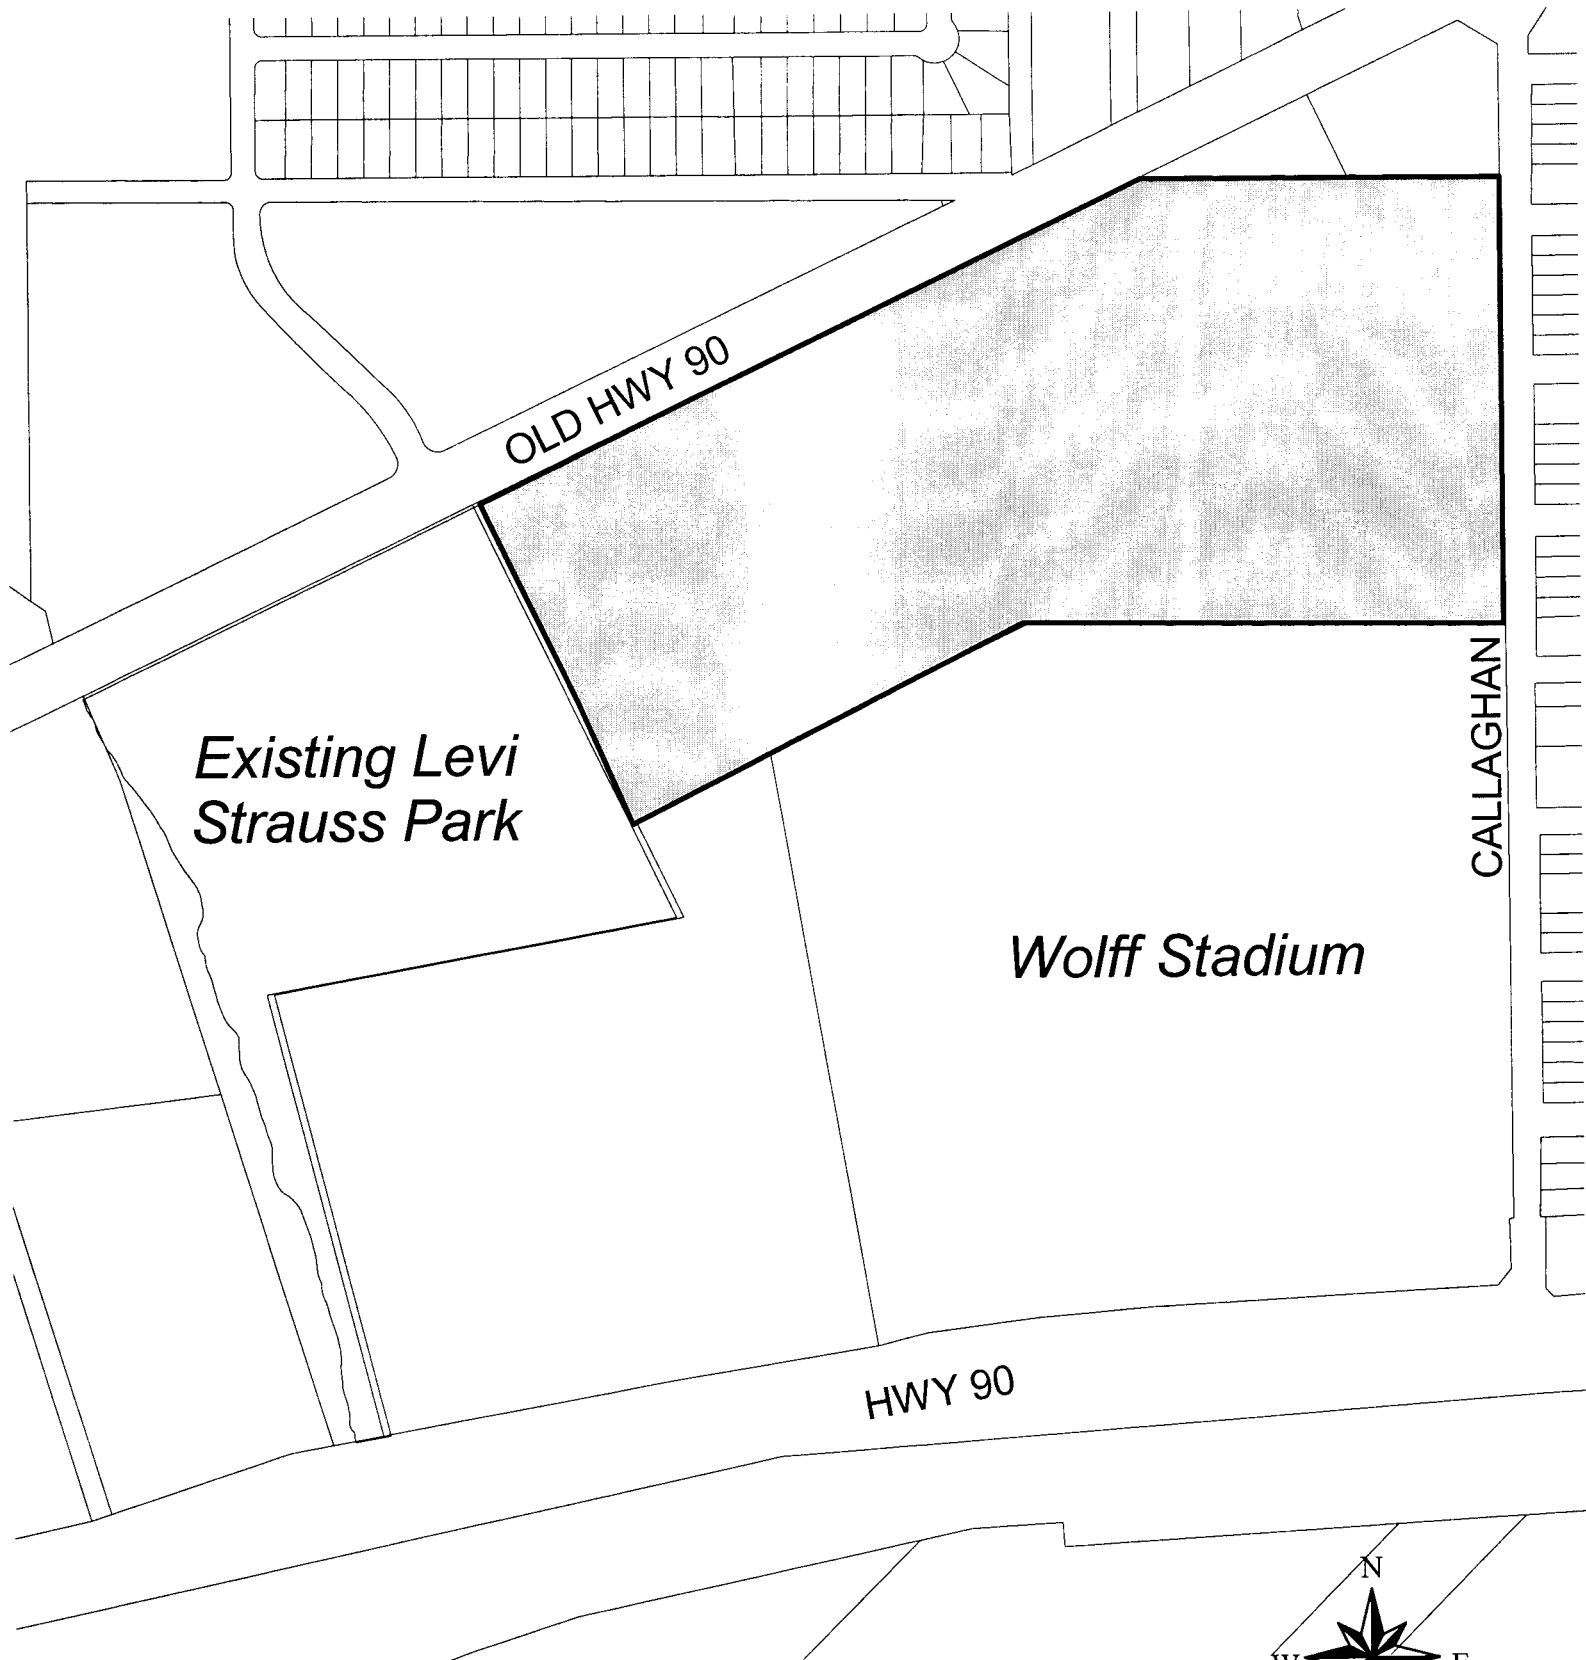 OLD HWY 90
Existing Levi
Strauss Park
CALLAGHAN
Wolff Stadium
HWY 90
N
W E